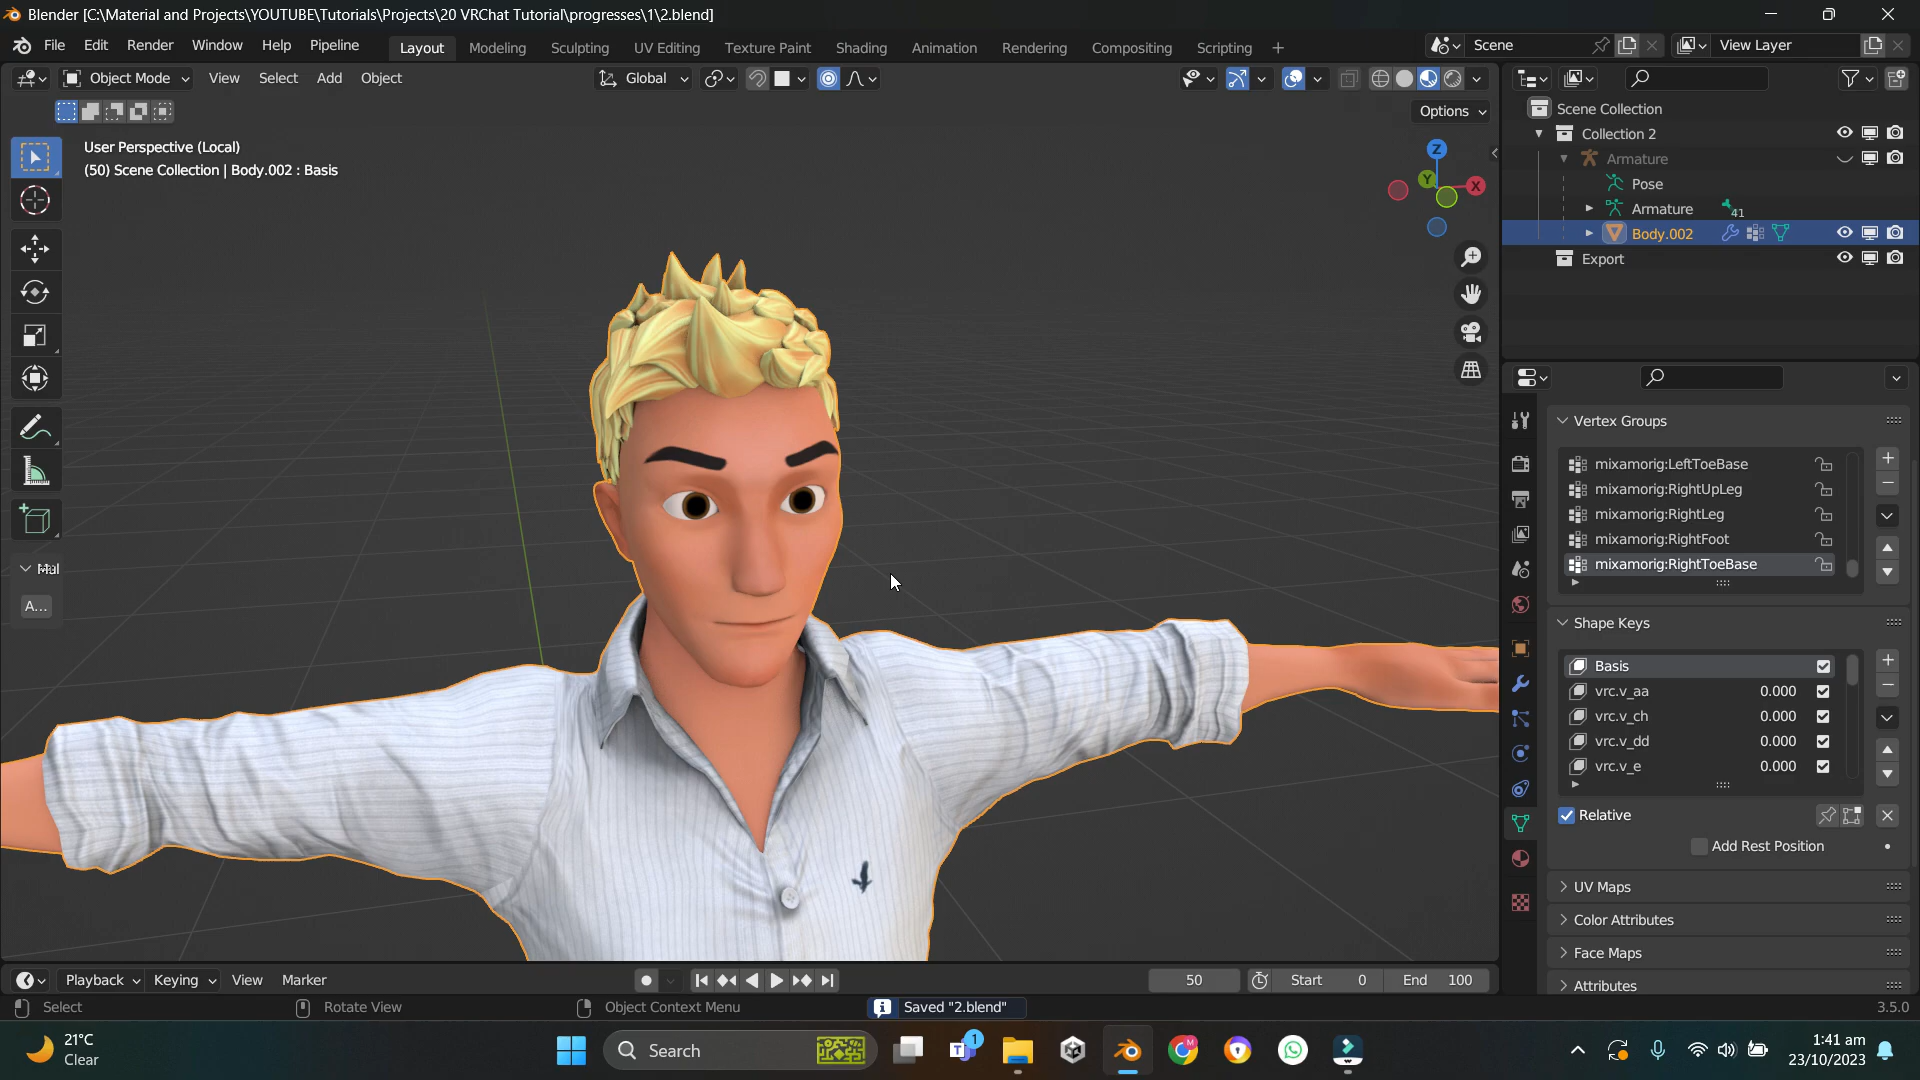 Blender [C:\Material and Projects\YOUTUBE\Tutorials\Projects\20 VRChat Tutorial\progresses\1\2.blend]
File Edit Render Window Help Pipeline Layout Modeling Sculpting UV Editing Texture Paint Shading Animation Rendering Compositing Scripting + Scene View Layer
Object Mode View Select Add Object Global
Options
User Perspective (Local)
(50) Scene Collection | Body.002 : Basis
Z
Y
X
A...
Scene Collection
Collection 2
Armature
Pose
Armature 41
Body.002
Export
Vertex Groups
mixamorig:LeftToeBase
mixamorig:RightUpLeg
mixamorig:RightLeg
mixamorig:RightFoot
mixamorig:RightToeBase
Shape Keys
Basis
vrc.v_aa 0.000
vrc.v_ch 0.000
vrc.v_dd 0.000
vrc.v_e 0.000
Relative
Add Rest Position
UV Maps
Color Attributes
Face Maps
Attributes
Playback Keying View Marker 50 Start 0 End 100
Select Rotate View Object Context Menu Saved "2.blend" 3.5.0
21°C
Clear
Search
1
M
1:41 am
23/10/2023